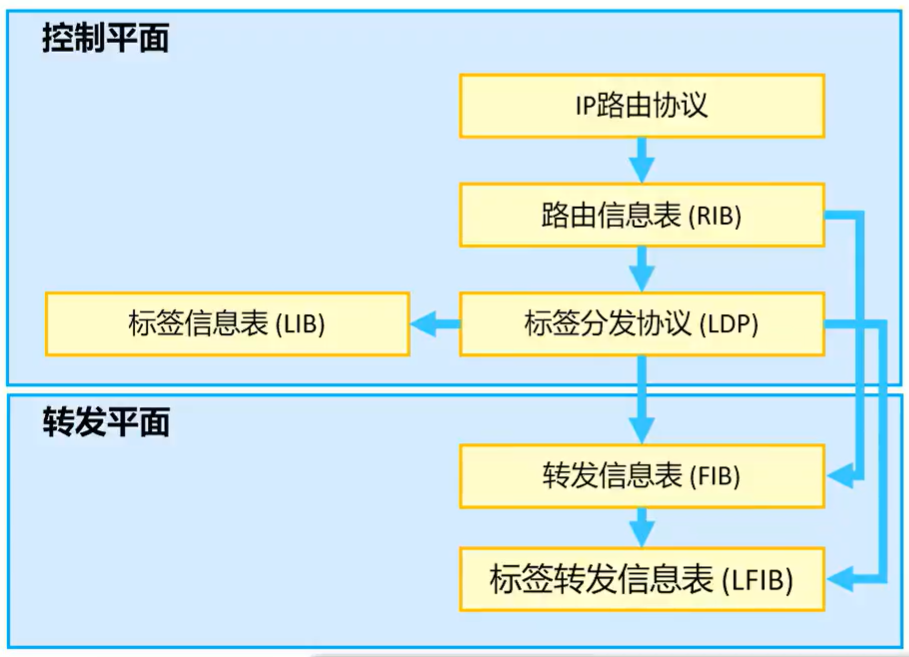 控制平面
IP路由协议
路由信息表 (RIB)
标签信息表 (LIB)
标签分发协议 (LDP)
转发平面
转发信息表 (FIB)
标签转发信息表 (LFIB)